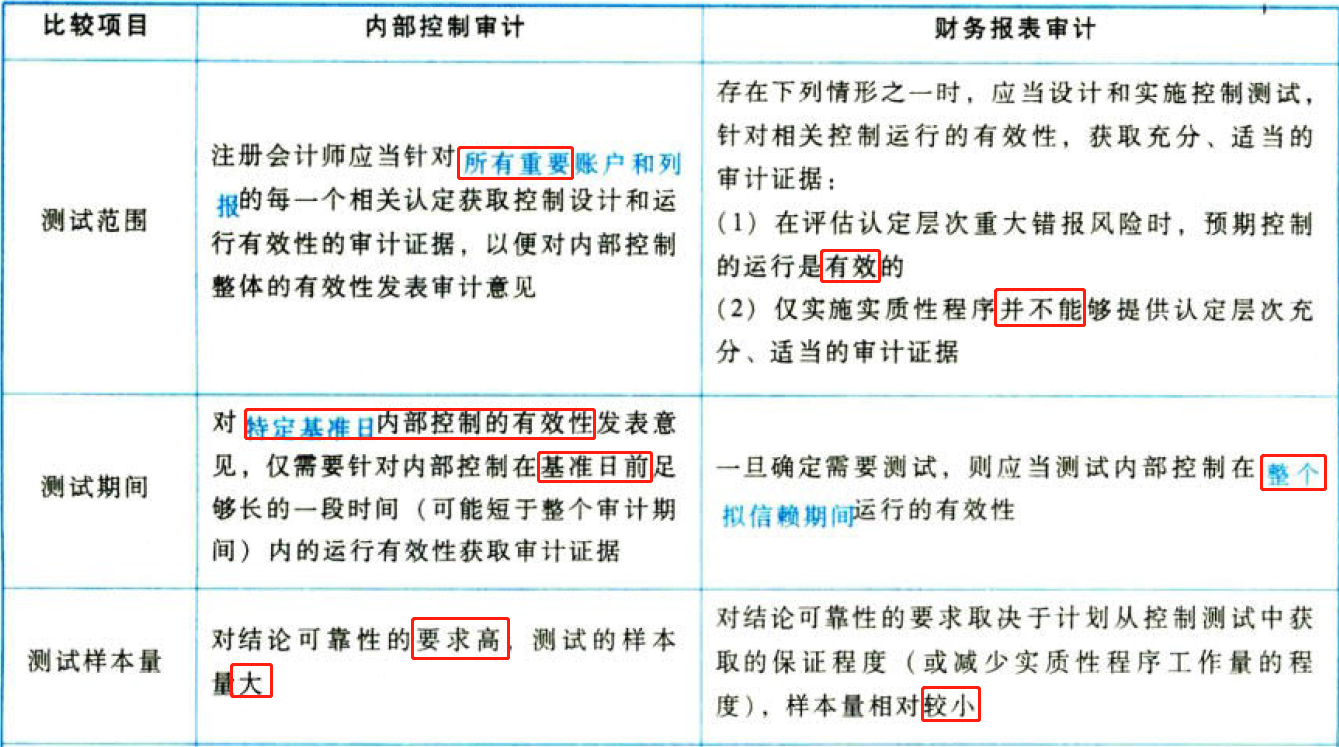 比较项目
内部控制审计
财务报表审计
测试范围
注册会计师应当针对所有重要账户和列
报的每一个相关认定获取控制设计和运
行有效性的审计证据，以便对内部控制
整体的有效性发表审计意见
存在下列情形之一时，应当设计和实施控制测试，
针对相关控制运行的有效性，获取充分、适当的
审计证据：
（1）在评估认定层次重大错报风险时，预期控制
的运行是有效的
（2）仅实施实质性程序并不能够提供认定层次充
分、适当的审计证据
测试期间
对特定基准日内部控制的有效性发表意
见，仅需要针对内部控制在基准日前足
够长的一段时间（可能短于整个审计期
间）内的运行有效性获取审计证据
一旦确定需要测试，则应当测试内部控制在整个
拟信赖期间运行的有效性
测试样本量
对结论可靠性的要求高，测试的样本
量大
对结论可靠性的要求取决于计划从控制测试中获
取的保证程度（或减少实质性程序工作量的程
度），样本量相对较小